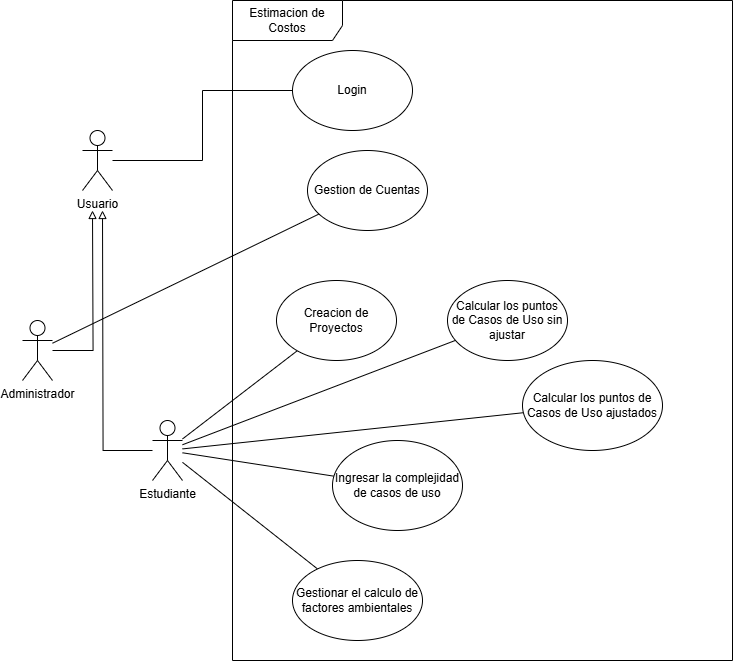 Estimacion de
Costos
Login
Usuario
Gestion de Cuentas
Administrador
Creacion de
Proyectos
Calcular los puntos
de Casos de Uso sin
ajustar
Calcular los puntos de
Casos de Uso ajustados
Estudiante
Ingresar la complejidad
de casos de uso
Gestionar el calculo de
factores ambientales